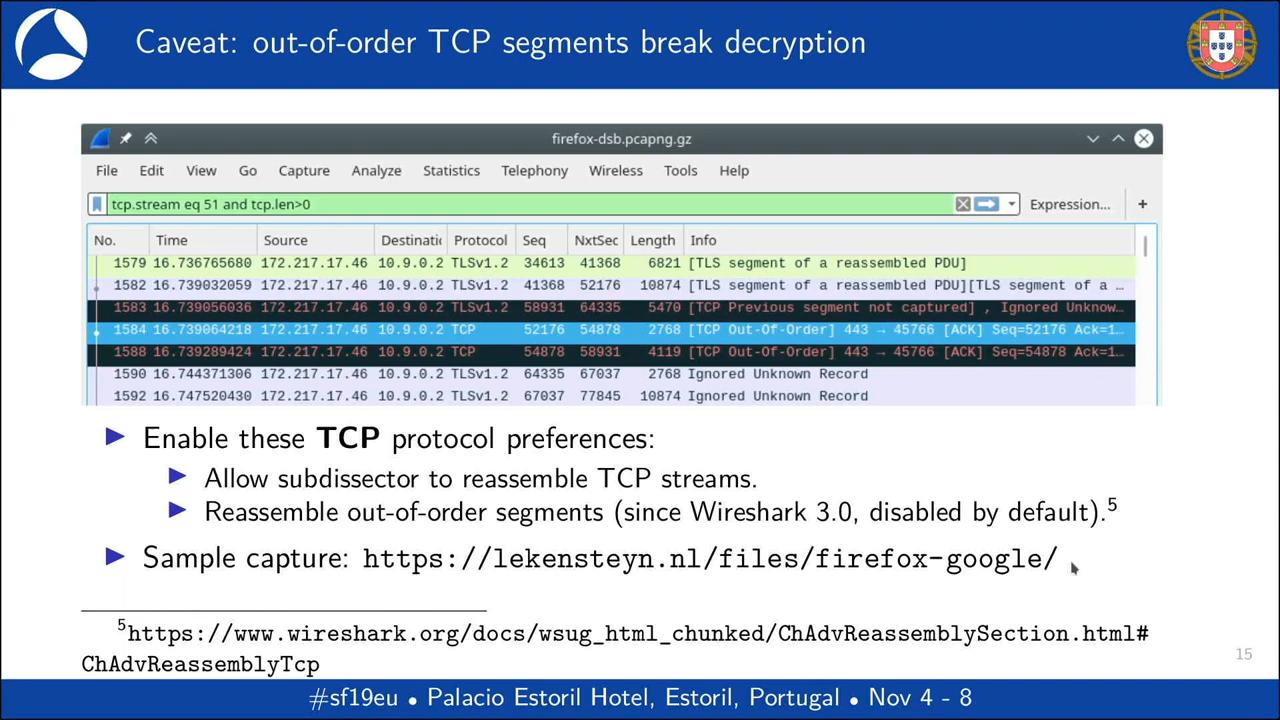 Caveat: out-of-order TCP segments break decryption
firefox-dsb.pcapng.gz
File Edit View Go Capture Analyze Statistics Telephony Wireless Tools Help
tcp.stream eq 51 and tcp.len>0 Expression… +
No. Time Source Destinatio Protocol Seq NxtSec Length Info
1579 16.736765680 172.217.17.46 10.9.0.2 TLSv1.2 34613 41368 6821 [TLS segment of a reassembled PDU]
1582 16.739032059 172.217.17.46 10.9.0.2 TLSv1.2 41368 52176 10874 [TLS segment of a reassembled PDU][TLS segment of a …
1583 16.739056036 172.217.17.46 10.9.0.2 TLSv1.2 58931 64335 5470 [TCP Previous segment not captured] , Ignored Unknow…
1584 16.739064218 172.217.17.46 10.9.0.2 TCP 52176 54878 2768 [TCP Out-Of-Order] 443 → 45766 [ACK] Seq=52176 Ack=1…
1588 16.739289424 172.217.17.46 10.9.0.2 TCP 54878 58931 4119 [TCP Out-Of-Order] 443 → 45766 [ACK] Seq=54878 Ack=1…
1590 16.744371306 172.217.17.46 10.9.0.2 TLSv1.2 64335 67037 2768 Ignored Unknown Record
1592 16.747520430 172.217.17.46 10.9.0.2 TLSv1.2 67037 77845 10874 Ignored Unknown Record
Enable these TCP protocol preferences:
Allow subdissector to reassemble TCP streams.
Reassemble out-of-order segments (since Wireshark 3.0, disabled by default).5
Sample capture: https://lekensteyn.nl/files/firefox-google/
5https://www.wireshark.org/docs/wsug_html_chunked/ChAdvReassemblySection.html#
ChAdvReassemblyTcp
15
#sf19eu • Palacio Estoril Hotel, Estoril, Portugal • Nov 4 - 8